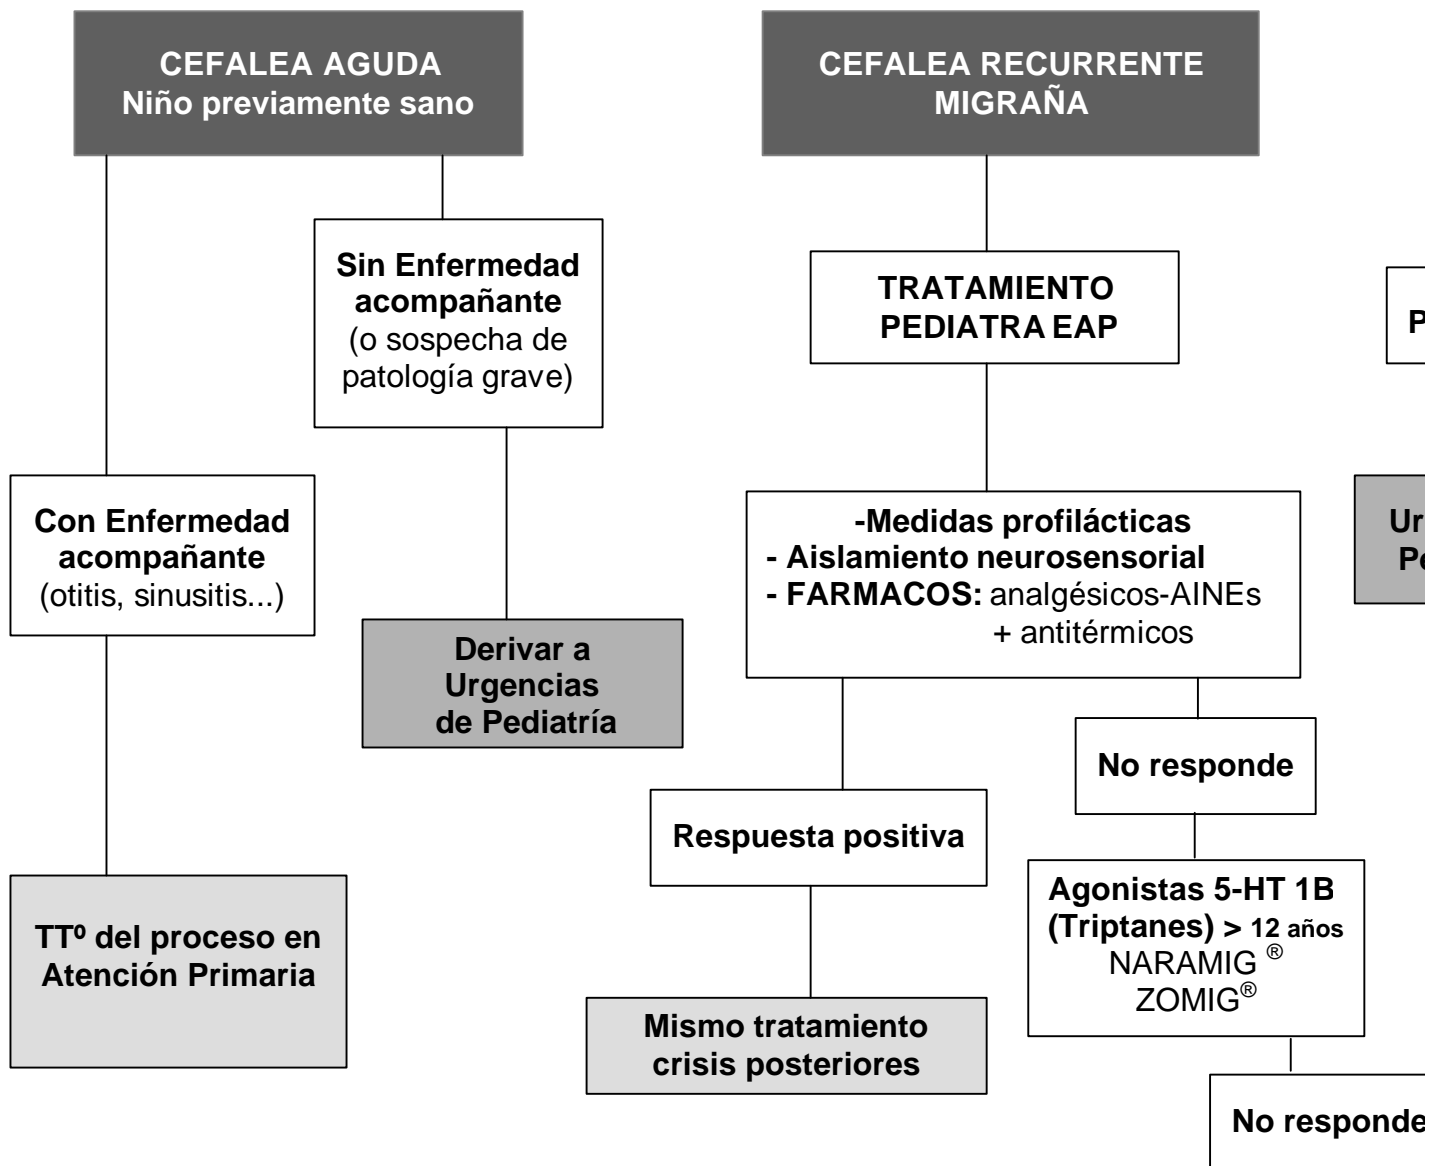 CEFALEA AGUDA
Niño previamente sano
CEFALEA RECURRENTE
MIGRAÑA
Sin Enfermedad
acompañante
(o sospecha de
patología grave)
TRATAMIENTO
PEDIATRA EAP
P
Con Enfermedad
acompañante
(otitis, sinusitis...)
-Medidas profilácticas
- Aislamiento neurosensorial
- FARMACOS: analgésicos-AINEs
+ antitérmicos
Ur
Derivar a
Urgencias
de Pediatría
No responde
Respuesta positiva
Agonistas 5-HT 1B
(Triptanes) > 12 años
NARAMIG ®
ZOMIG®
TTº del proceso en
Atención Primaria
Mismo tratamiento
crisis posteriores
No responde